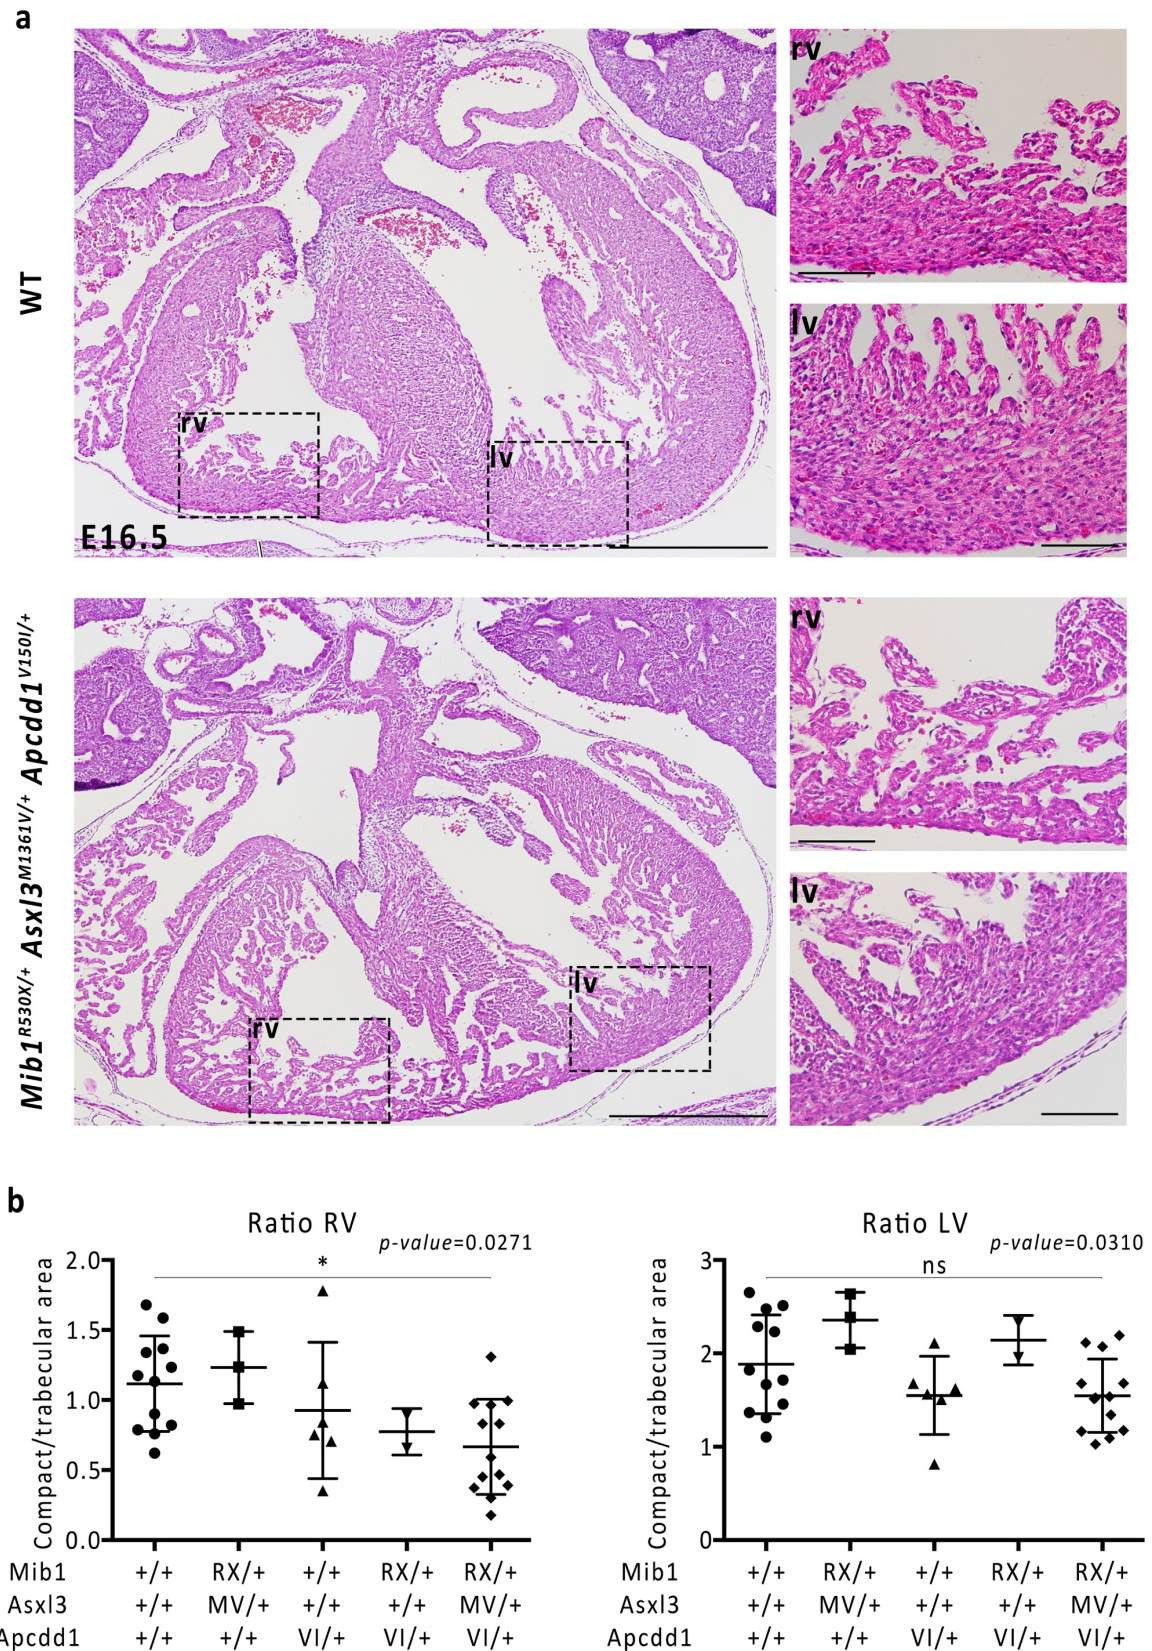 a
WT
rv
lv
E16.5
rv
lv
Mib1R530X/+ Asxl3M1361V/+ Apcdd1V150I/+
rv
lv
rv
lv
b
Ratio RV
p-value=0.0271
*
Compact/trabecular area
2.0
1.5
1.0
0.5
0.0
Mib1 +/+ RX/+ +/+ RX/+ RX/+
Asxl3 +/+ MV/+ +/+ +/+ MV/+
Apcdd1 +/+ +/+ VI/+ VI/+ VI/+
Ratio LV
p-value=0.0310
ns
Compact/trabecular area
3
2
1
0
Mib1 +/+ RX/+ +/+ RX/+ RX/+
Asxl3 +/+ MV/+ +/+ +/+ MV/+
Apcdd1 +/+ +/+ VI/+ VI/+ VI/+